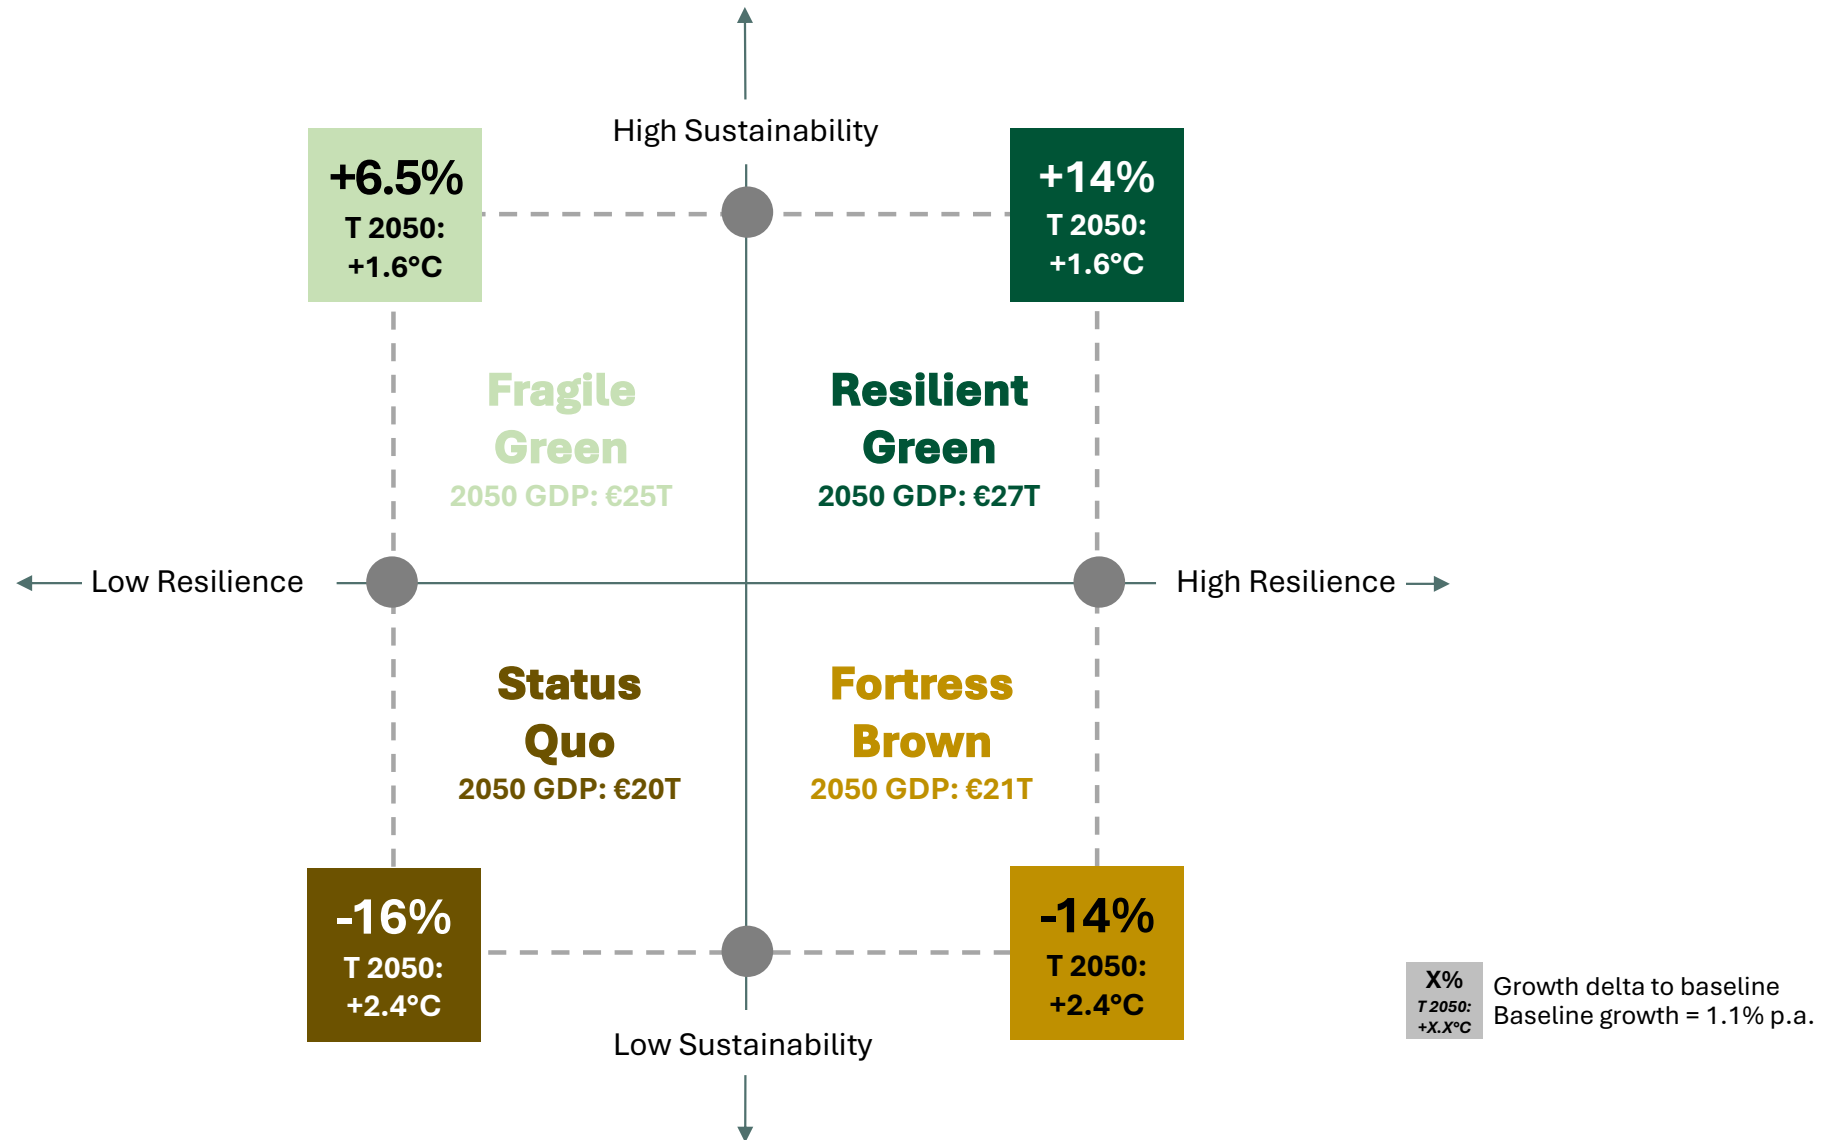 High Sustainability
+6.5%
T 2050:
+1.6°C
+14%
T 2050:
+1.6°C
Fragile
Green
2050 GDP: €25T
Resilient
Green
2050 GDP: €27T
Low Resilience
High Resilience
Status
Quo
2050 GDP: €20T
Fortress
Brown
2050 GDP: €21T
-16%
T 2050:
+2.4°C
-14%
T 2050:
+2.4°C
Low Sustainability
X%
T 2050:
+X.X°C
Growth delta to baseline
Baseline growth = 1.1% p.a.